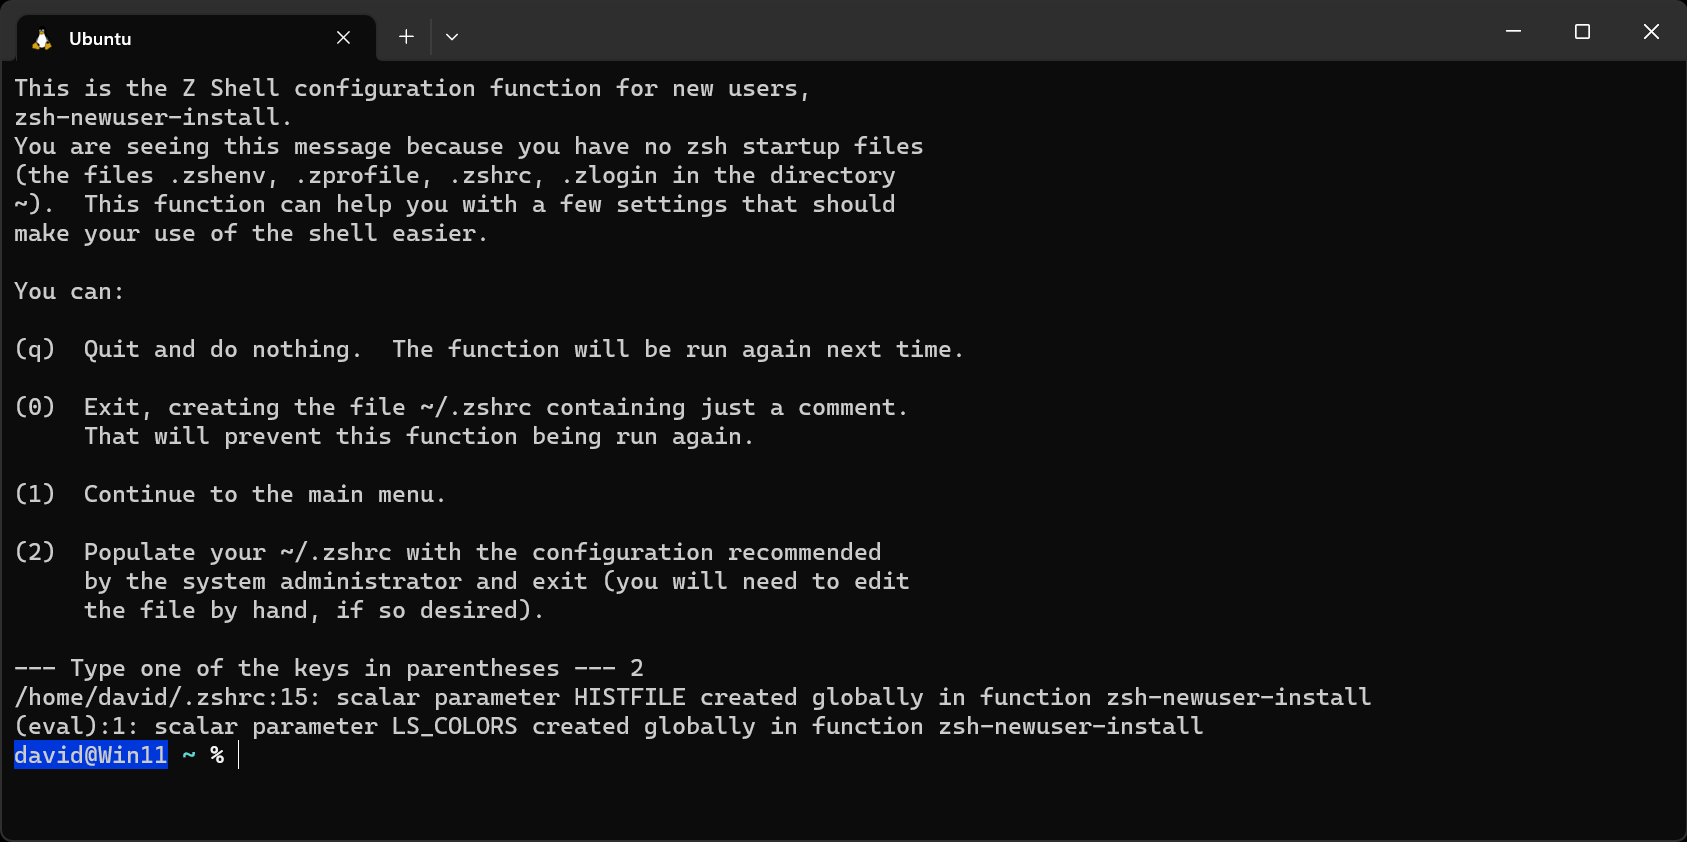 Ubuntu
This is the Z Shell configuration function for new users,
zsh-newuser-install.
You are seeing this message because you have no zsh startup files
(the files .zshenv, .zprofile, .zshrc, .zlogin in the directory
~).  This function can help you with a few settings that should
make your use of the shell easier.

You can:

(q)  Quit and do nothing.  The function will be run again next time.

(0)  Exit, creating the file ~/.zshrc containing just a comment.
     That will prevent this function being run again.

(1)  Continue to the main menu.

(2)  Populate your ~/.zshrc with the configuration recommended
     by the system administrator and exit (you will need to edit
     the file by hand, if so desired).

--- Type one of the keys in parentheses --- 2
/home/david/.zshrc:15: scalar parameter HISTFILE created globally in function zsh-newuser-install
(eval):1: scalar parameter LS_COLORS created globally in function zsh-newuser-install
david@Win11 ~ %